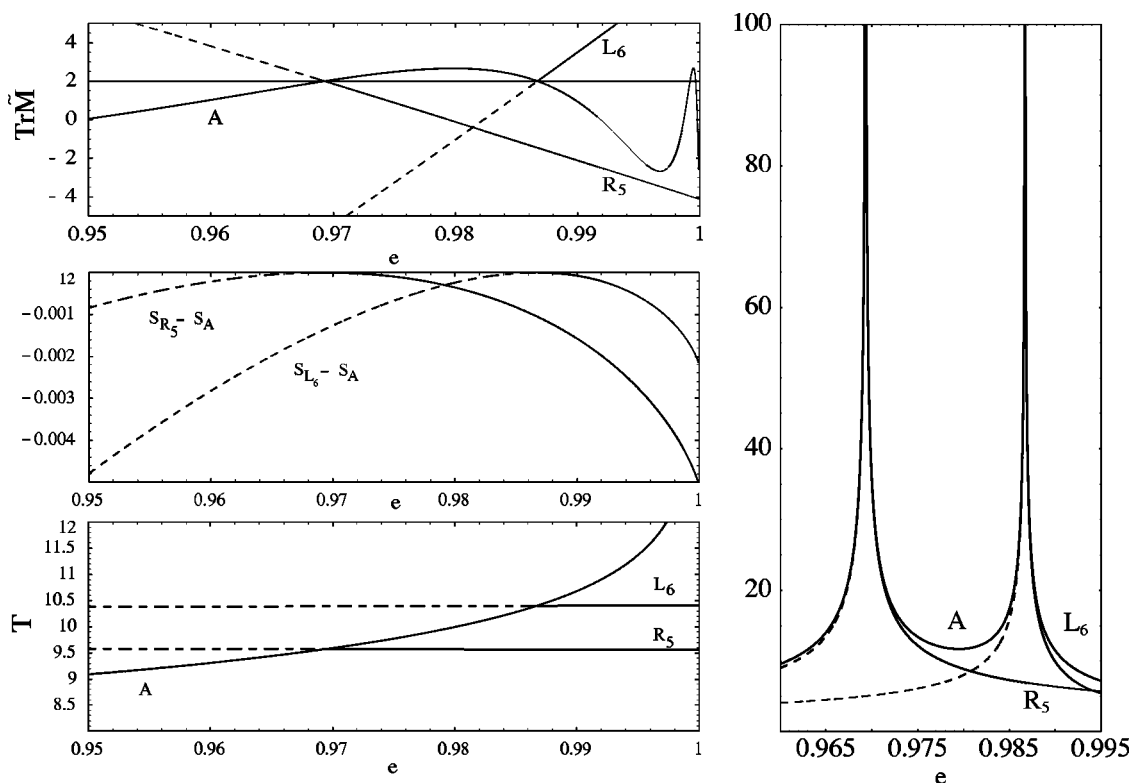 4
2
0
- 2
- 4
TrM̃
A
L6
R5
0.95 0.96 0.97 0.98 0.99 1
e
12
-0.001
-0.002
-0.003
-0.004
SR5- SA
SL6- SA
0.95 0.96 0.97 0.98 0.99 1
e
12
11.5
11
10.5
10
9.5
9
8.5
T
L6
R5
A
0.95 0.96 0.97 0.98 0.99 1
e
100
80
60
40
20
A
L6
R5
0.965 0.975 0.985 0.995
e